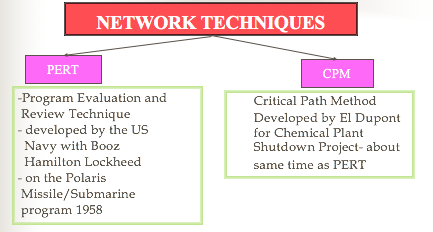 NETWORK TECHNIQUES
PERT
-Program Evaluation and
Review Technique
- developed by the US
Navy with Booz
Hamilton Lockheed
- on the Polaris
Missile/Submarine
program 1958
CPM
Critical Path Method
Developed by El Dupont
for Chemical Plant
Shutdown Project- about
same time as PERT